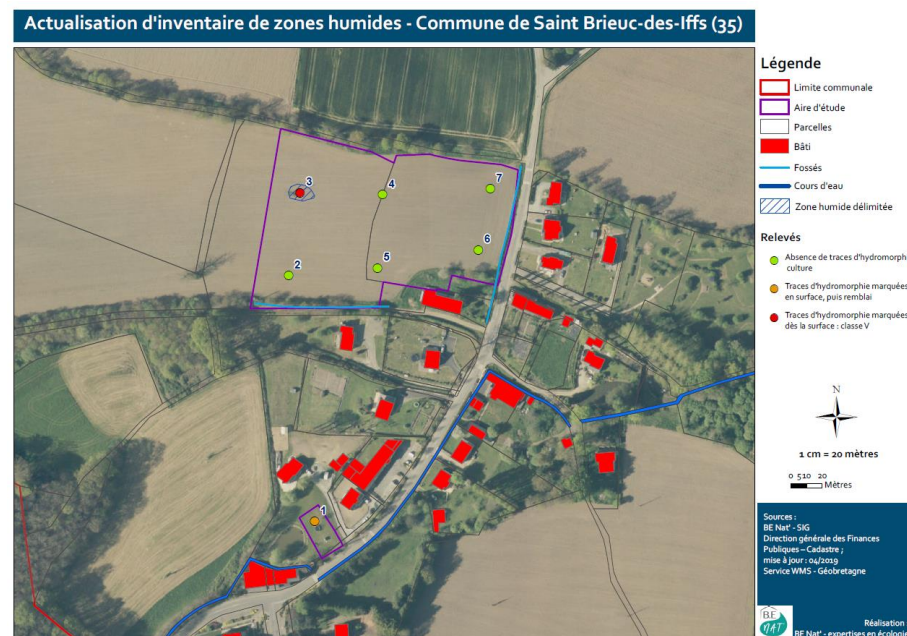 Actualisation d'inventaire de zones humides - Commune de Saint Brieuc-des-Iffs (35)
Légende
Limite communale
Aire d'étude
Parcelles
Bâti
Fossés
Cours d'eau
Zone humide délimitée
Relevés
Absence de traces d'hydromorph
culture
Traces d'hydromorphie marquées
en surface, puis remblai
Traces d'hydromorphie marquées
dès la surface : classe V
N
1 cm = 20 mètres
0 510 20
Mètres
Sources :
BE Nat' - SIG
Direction générale des Finances
Publiques – Cadastre ;
mise à jour : 04/2019
Service WMS - Géobretagne
B.E
NAT'
Réalisation
BE Nat' - expertises en écologie
3
4
7
6
5
2
1